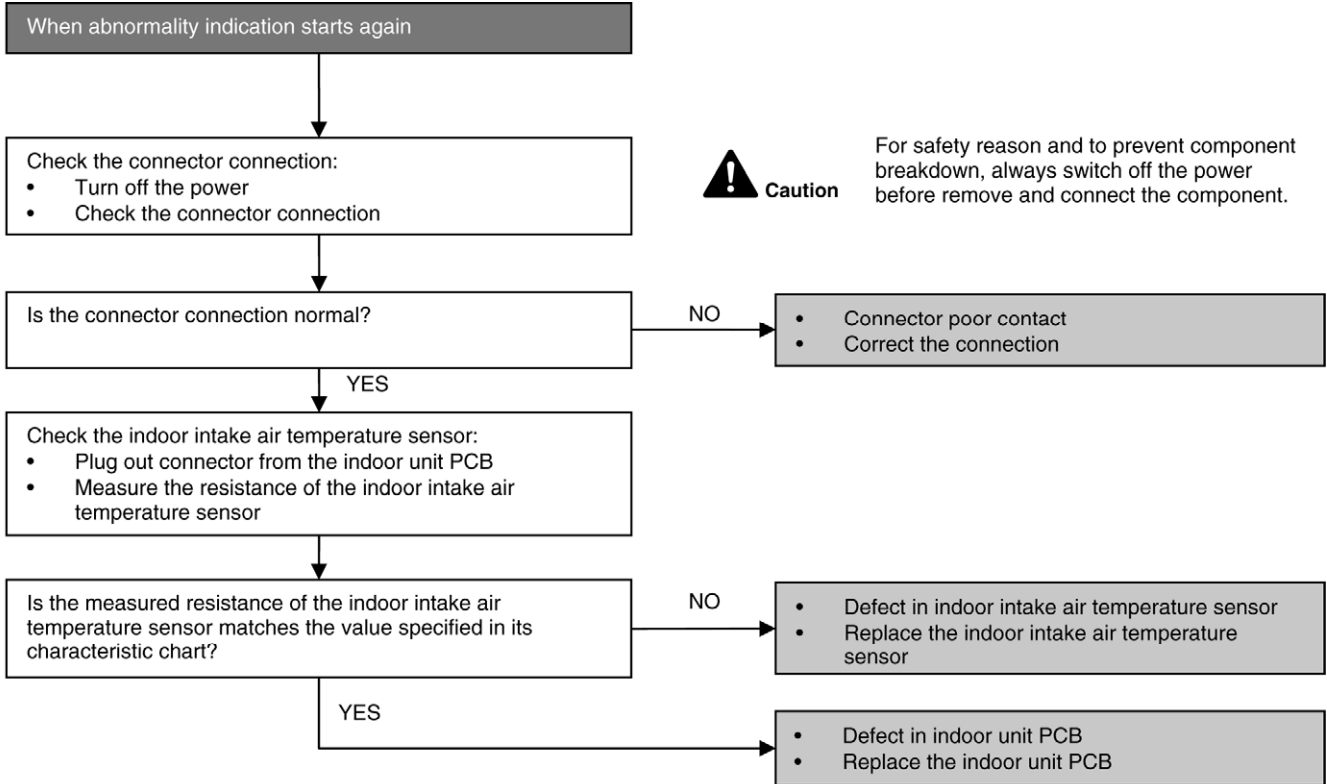 When abnormality indication starts again
Check the connector connection:
• Turn off the power
• Check the connector connection
Caution
For safety reason and to prevent component
breakdown, always switch off the power
before remove and connect the component.
Is the connector connection normal?
NO
• Connector poor contact
• Correct the connection
YES
Check the indoor intake air temperature sensor:
• Plug out connector from the indoor unit PCB
• Measure the resistance of the indoor intake air
temperature sensor
Is the measured resistance of the indoor intake air
temperature sensor matches the value specified in its
characteristic chart?
NO
• Defect in indoor intake air temperature sensor
• Replace the indoor intake air temperature
sensor
YES
• Defect in indoor unit PCB
• Replace the indoor unit PCB